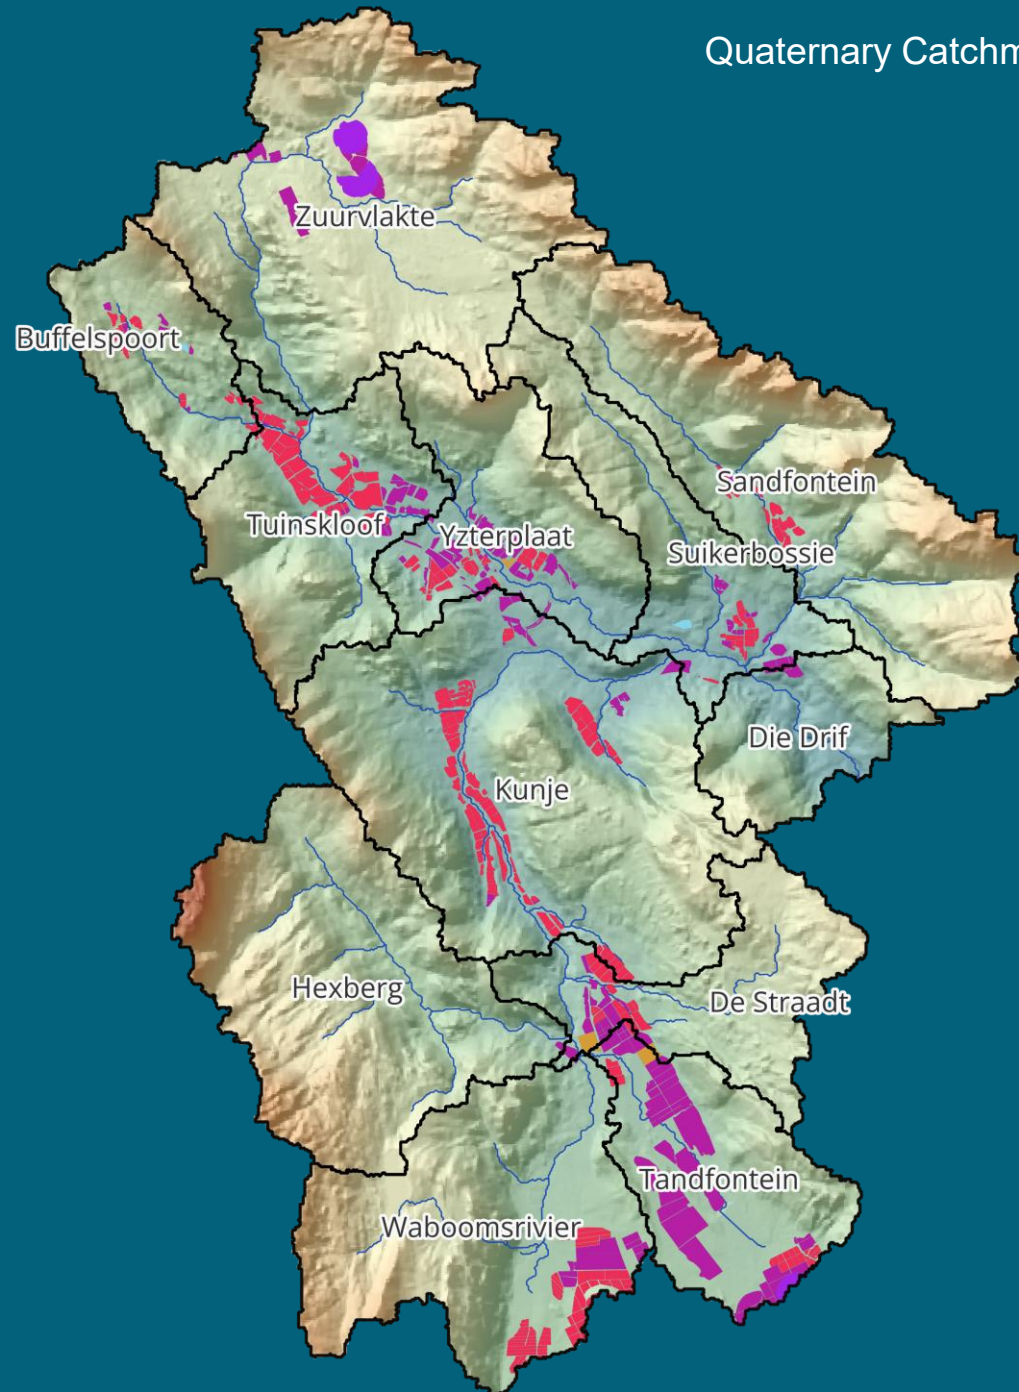 Quaternary Catchm
Zuurvlakte
Buffelspoort
Sandfontein
Tuinskloof
Yzterplaat
Suikerbossie
Die Drif
Kunje
Hexberg
De Straadt
Tandfontein
Waboomsrivier